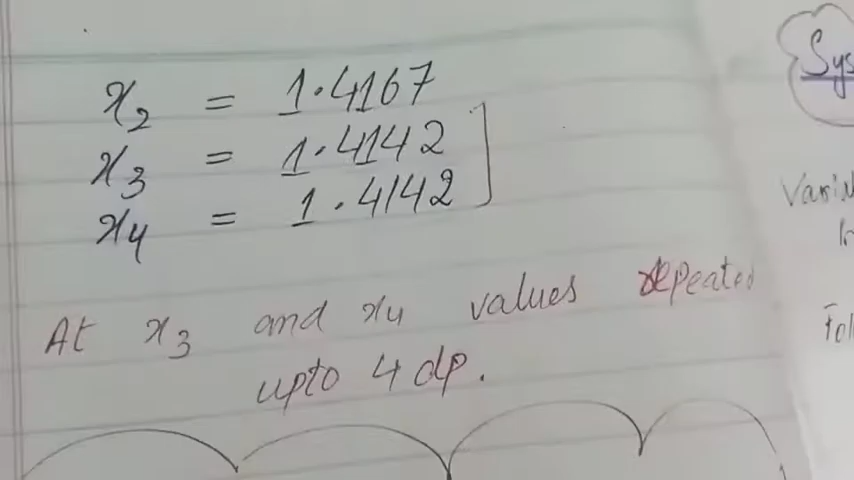 x₂ = 1.4167
x₃ = 1.4142
x₄ = 1.4142
At x₃ and x₄ values repeated
upto 4 dp.